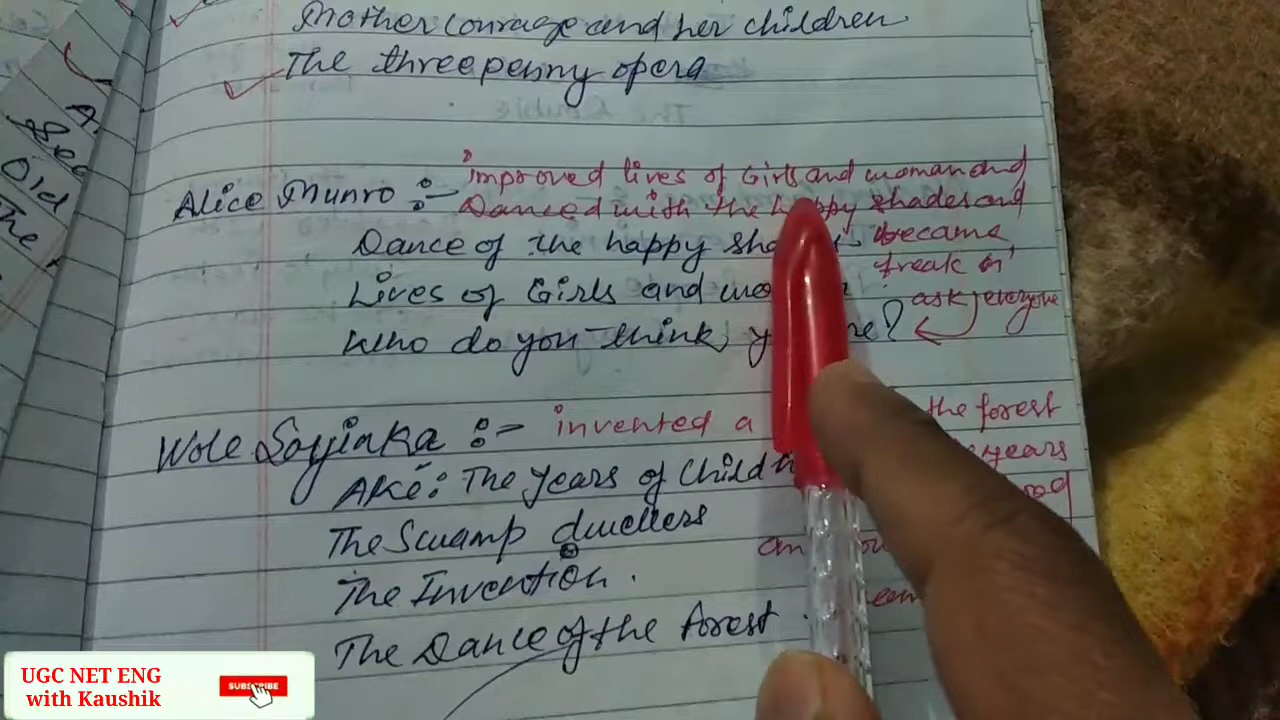 Mother courage and her children
The threepenny opera
A
Old
The
improved lives of Girls and woman and
Alice Munro :- Danced with the happy shades and
Dance of the happy became
freak n'
Lives of Girls and ask everyone
Who do you think ?
Wole Soyinka :- invented a the forest
years
Ake: The years of
The Swamp dwellers
an
The Invention.
The Dance of the forest.
UGC NET ENG
with Kaushik
SUBSCRIBE